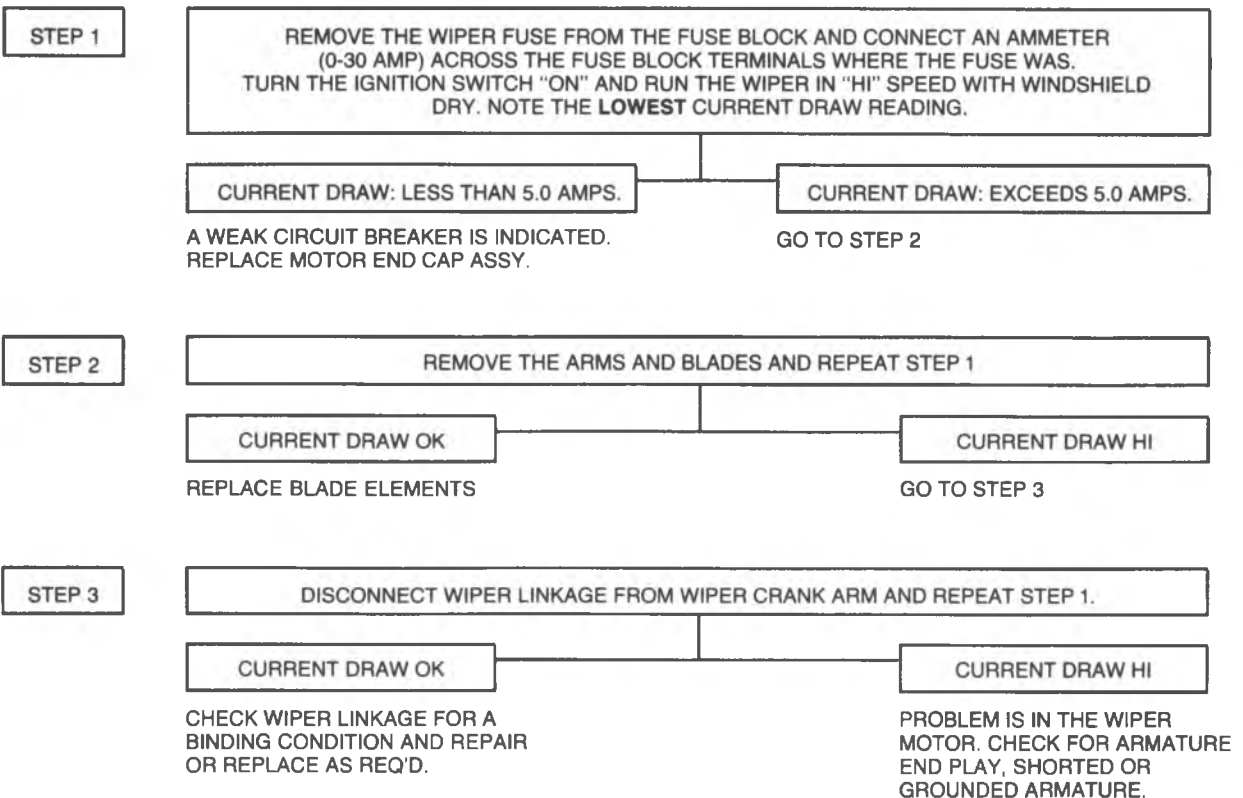 STEP 1
REMOVE THE WIPER FUSE FROM THE FUSE BLOCK AND CONNECT AN AMMETER
(0-30 AMP) ACROSS THE FUSE BLOCK TERMINALS WHERE THE FUSE WAS.
TURN THE IGNITION SWITCH “ON” AND RUN THE WIPER IN “HI” SPEED WITH WINDSHIELD
DRY. NOTE THE LOWEST CURRENT DRAW READING.
CURRENT DRAW: LESS THAN 5.0 AMPS.
A WEAK CIRCUIT BREAKER IS INDICATED.
REPLACE MOTOR END CAP ASSY.
CURRENT DRAW: EXCEEDS 5.0 AMPS.
GO TO STEP 2
STEP 2
REMOVE THE ARMS AND BLADES AND REPEAT STEP 1
CURRENT DRAW OK
REPLACE BLADE ELEMENTS
CURRENT DRAW HI
GO TO STEP 3
STEP 3
DISCONNECT WIPER LINKAGE FROM WIPER CRANK ARM AND REPEAT STEP 1.
CURRENT DRAW OK
CHECK WIPER LINKAGE FOR A
BINDING CONDITION AND REPAIR
OR REPLACE AS REQ’D.
CURRENT DRAW HI
PROBLEM IS IN THE WIPER
MOTOR. CHECK FOR ARMATURE
END PLAY, SHORTED OR
GROUNDED ARMATURE.